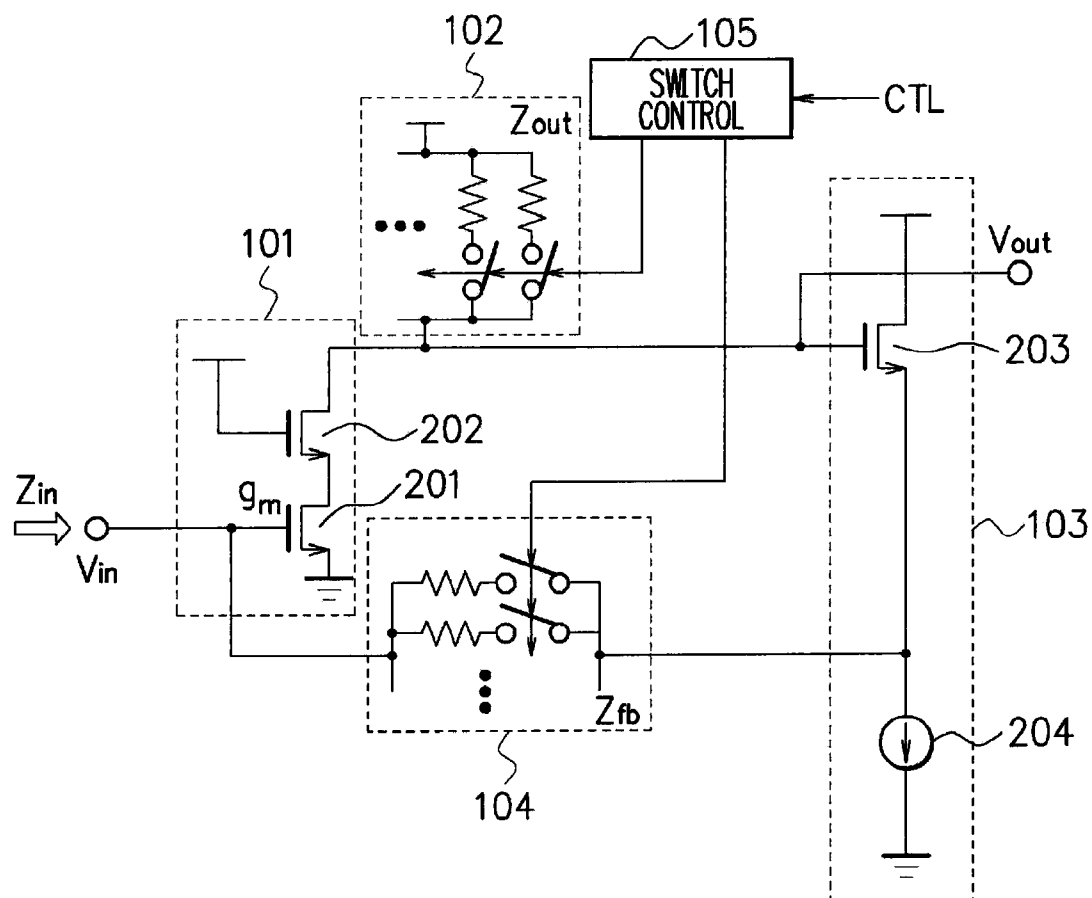 102
105
SWITCH
CONTROL
CTL
Zout
101
Vout
203
202
201
gm
Zin
Vin
103
Zfb
204
104